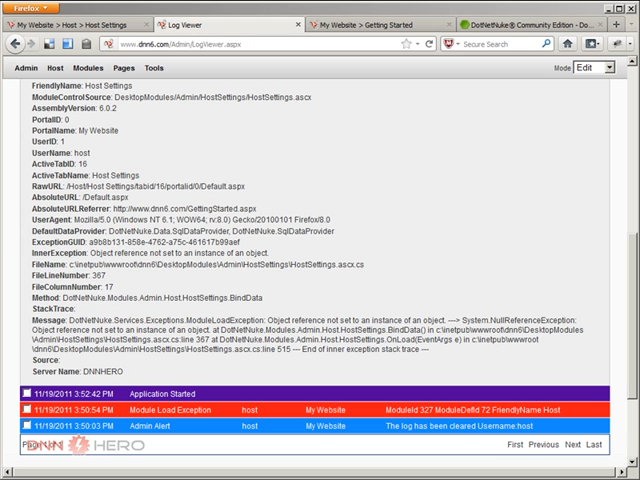 Firefox
My Website > Host > Host Settings
Log Viewer
My Website > Getting Started
DotNetNuke® Community Edition - Do...
www.dnn6.com/Admin/LogViewer.aspx
Secure Search
Admin Host Modules Pages Tools
Mode Edit
FriendlyName: Host Settings
ModuleControlSource: DesktopModules/Admin/HostSettings/HostSettings.ascx
AssemblyVersion: 6.0.2
PortalID: 0
PortalName: My Website
UserID: 1
UserName: host
ActiveTabID: 16
ActiveTabName: Host Settings
RawURL: /Host/Host Settings/tabid/16/portalid/0/Default.aspx
AbsoluteURL: /Default.aspx
AbsoluteURLReferrer: http://www.dnn6.com/GettingStarted.aspx
UserAgent: Mozilla/5.0 (Windows NT 6.1; WOW64; rv:8.0) Gecko/20100101 Firefox/8.0
DefaultDataProvider: DotNetNuke.Data.SqlDataProvider, DotNetNuke.SqlDataProvider
ExceptionGUID: a9b8b131-858e-4762-a75c-461617b99aef
InnerException: Object reference not set to an instance of an object.
FileName: c:\inetpub\wwwroot\dnn6\DesktopModules\Admin\HostSettings\HostSettings.ascx.cs
FileLineNumber: 367
FileColumnNumber: 17
Method: DotNetNuke.Modules.Admin.Host.HostSettings.BindData
StackTrace:
Message: DotNetNuke.Services.Exceptions.ModuleLoadException: Object reference not set to an instance of an object. ---> System.NullReferenceException:
Object reference not set to an instance of an object. at DotNetNuke.Modules.Admin.Host.HostSettings.BindData() in c:\inetpub\wwwroot\dnn6\DesktopModules
\Admin\HostSettings\HostSettings.ascx.cs:line 367 at DotNetNuke.Modules.Admin.Host.HostSettings.OnLoad(EventArgs e) in c:\inetpub\wwwroot
\dnn6\DesktopModules\Admin\HostSettings\HostSettings.ascx.cs:line 515 --- End of inner exception stack trace ---
Source:
Server Name: DNNHERO
11/19/2011 3:52:42 PM Application Started
11/19/2011 3:50:54 PM Module Load Exception host My Website ModuleId 327 ModuleDefId 72 FriendlyName Host
11/19/2011 3:50:03 PM Admin Alert host My Website The log has been cleared Username:host
Page 1 of 1 First Previous Next Last
DNN HERO